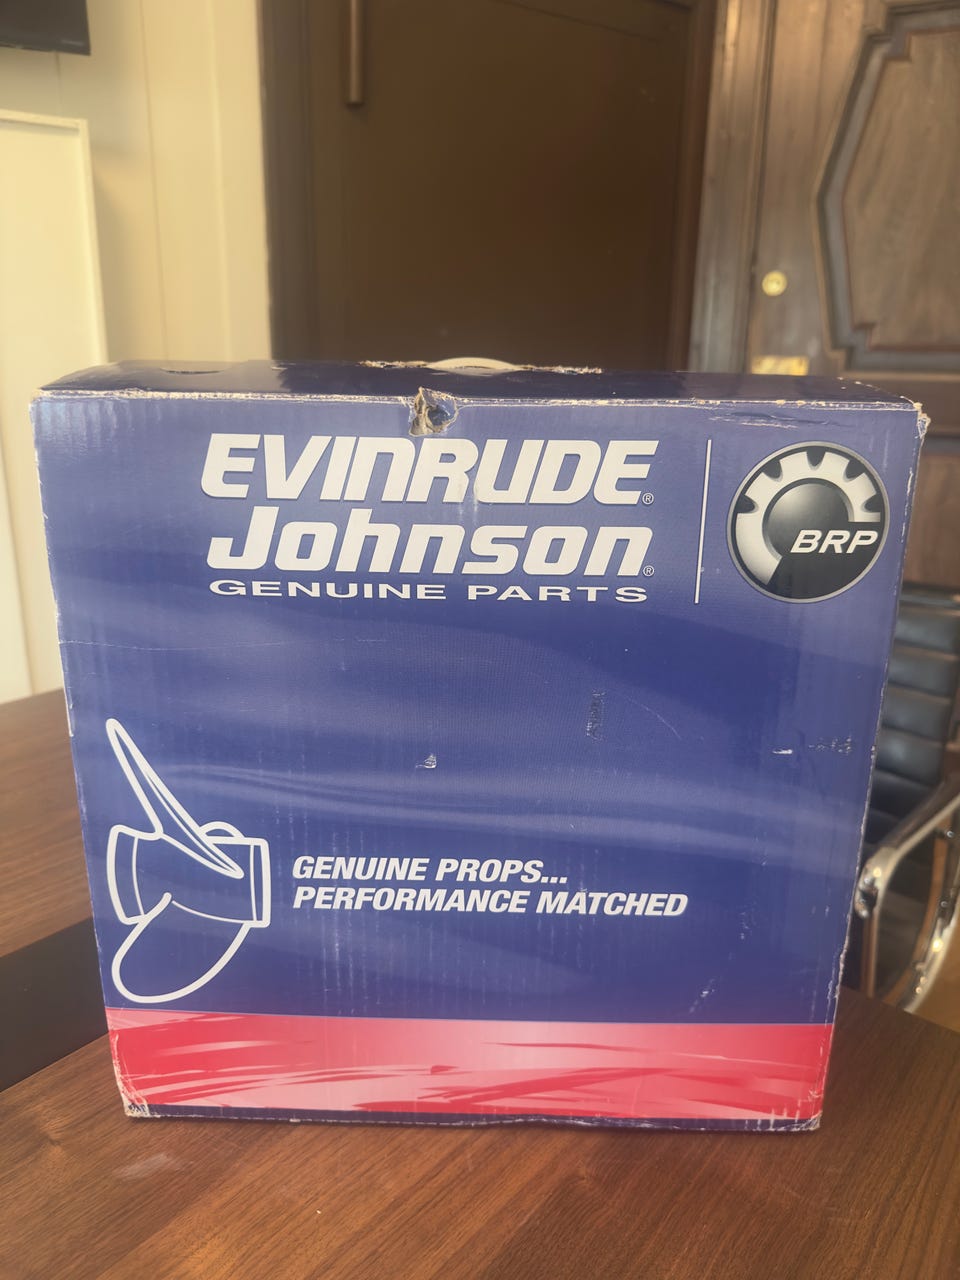 EVINRUDE®
Johnson®
GENUINE PARTS
BRP
GENUINE PROPS...
PERFORMANCE MATCHED